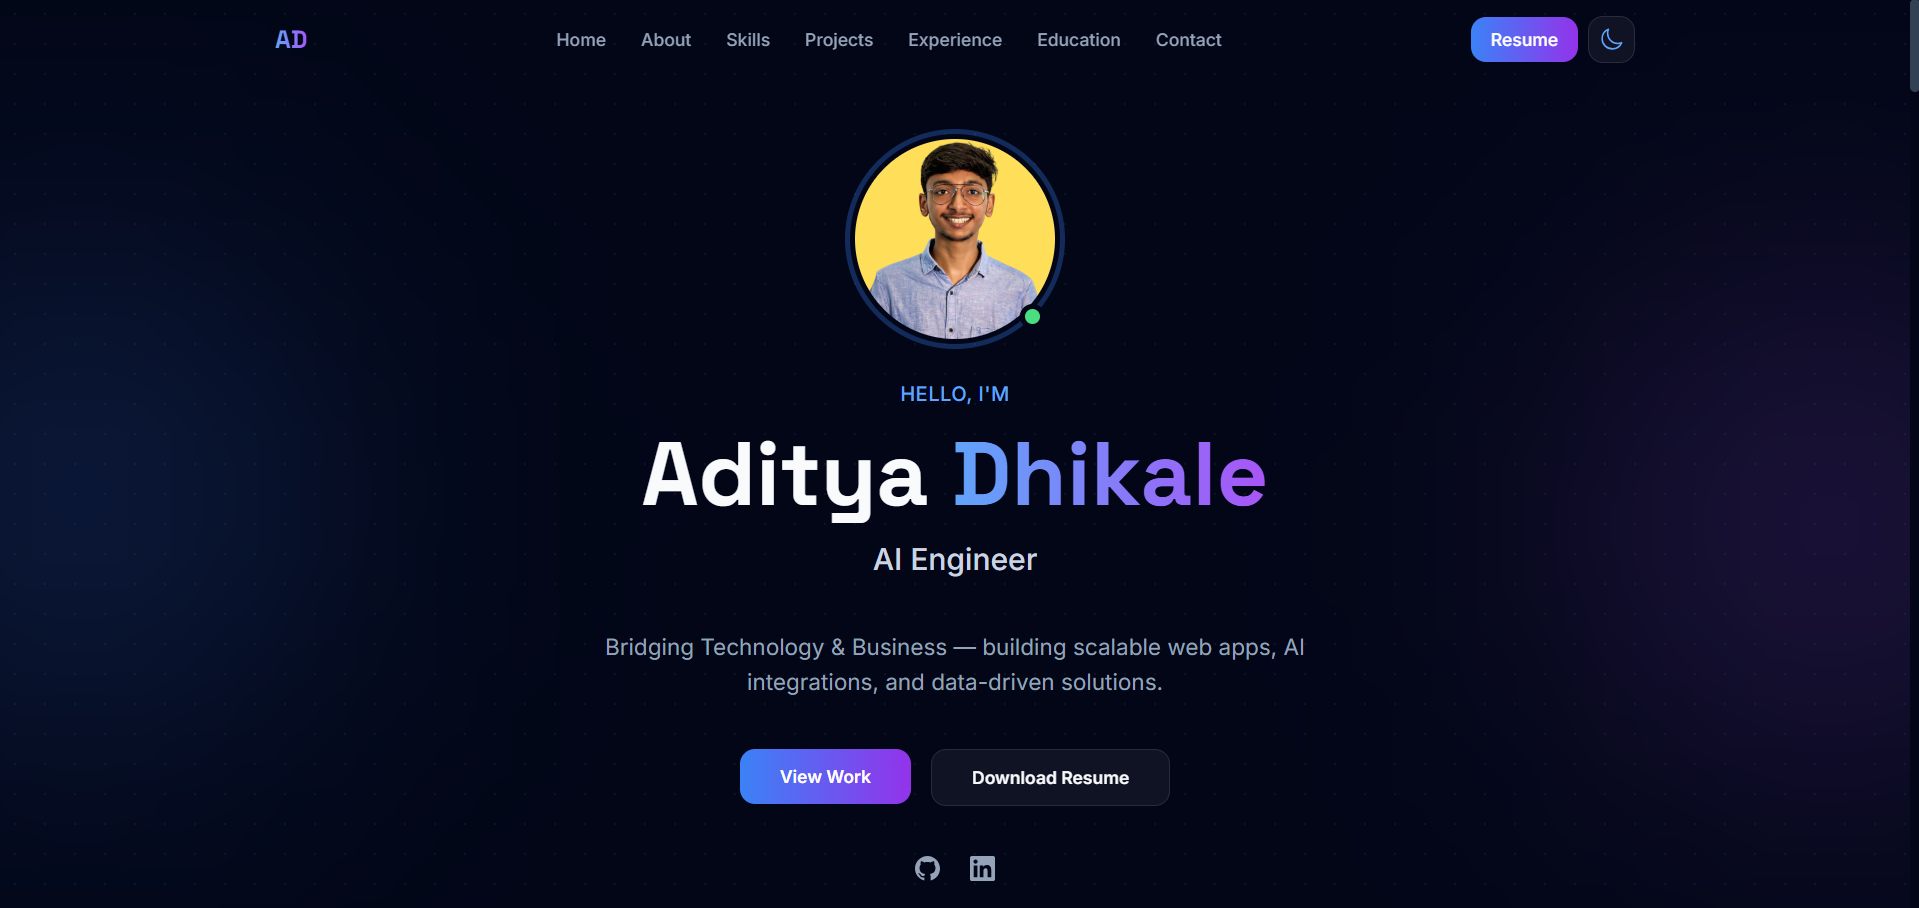 AD
Home About Skills Projects Experience Education Contact
Resume
HELLO, I'M
Aditya Dhikale
AI Engineer
Bridging Technology & Business — building scalable web apps, AI
integrations, and data-driven solutions.
View Work
Download Resume
in